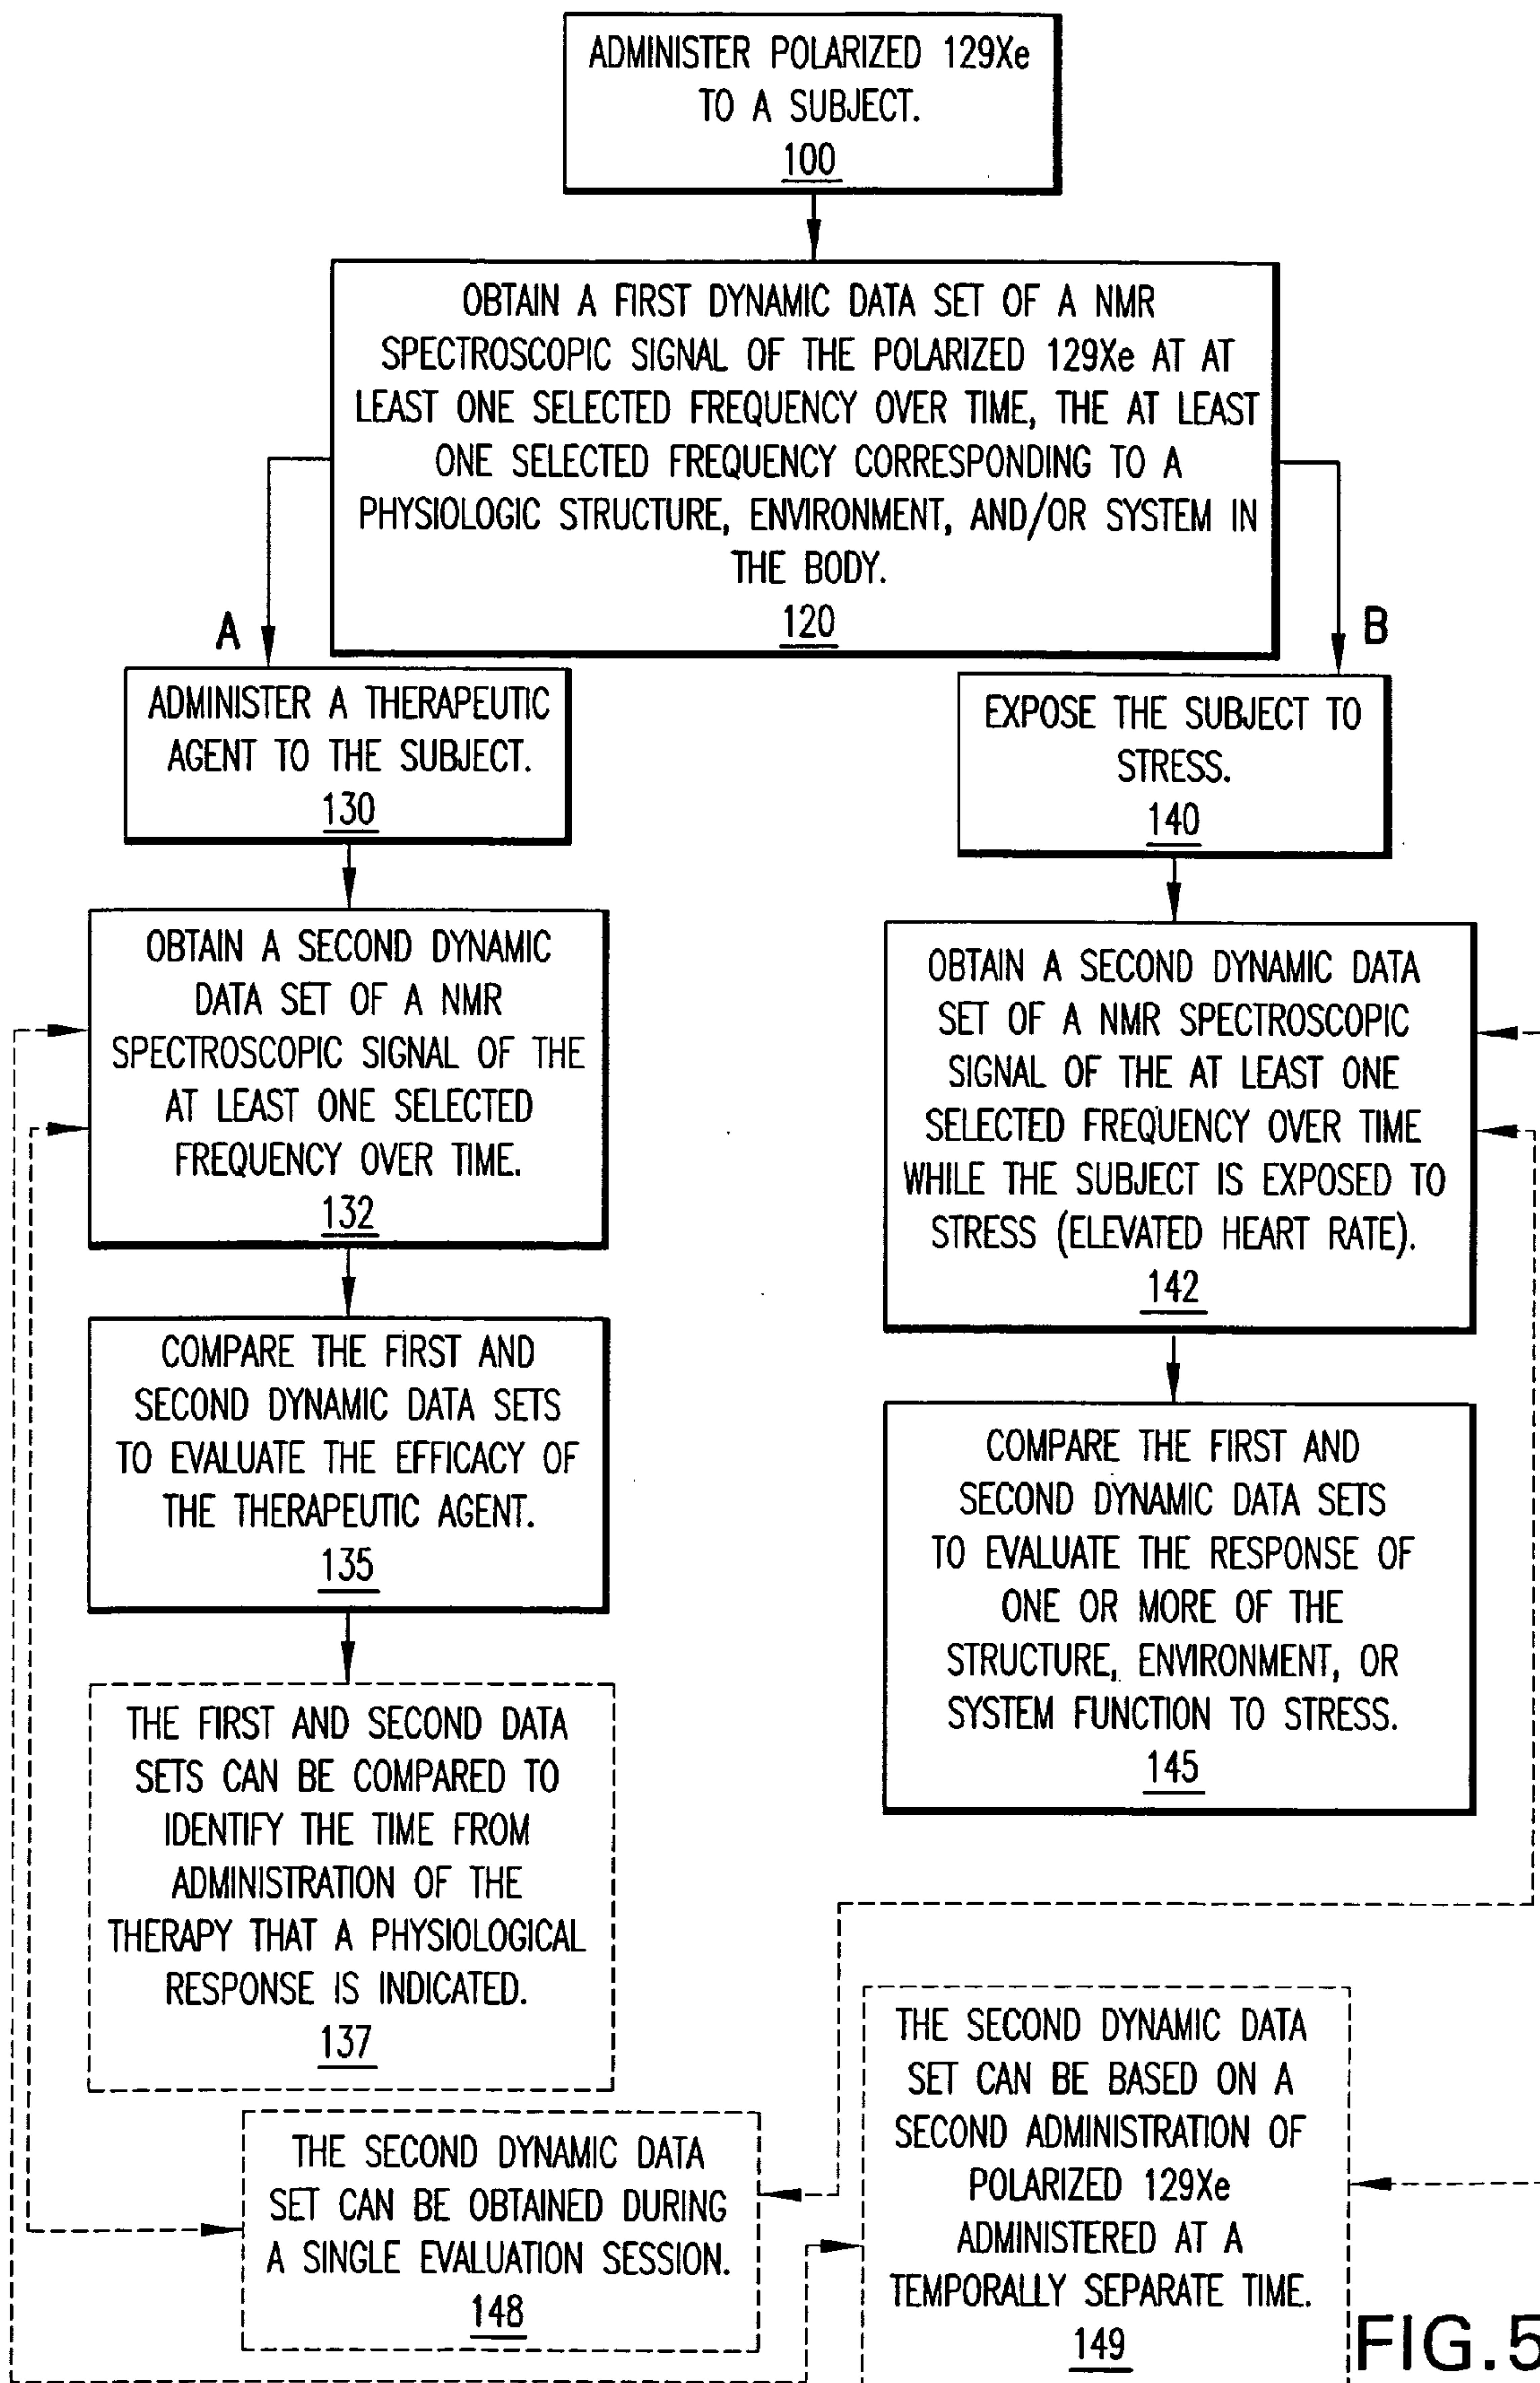 ADMINISTER POLARIZED 129Xe
TO A SUBJECT.
100
OBTAIN A FIRST DYNAMIC DATA SET OF A NMR
SPECTROSCOPIC SIGNAL OF THE POLARIZED 129Xe AT AT
LEAST ONE SELECTED FREQUENCY OVER TIME, THE AT LEAST
ONE SELECTED FREQUENCY CORRESPONDING TO A
PHYSIOLOGIC STRUCTURE, ENVIRONMENT, AND/OR SYSTEM IN
THE BODY.
120
A
ADMINISTER A THERAPEUTIC
AGENT TO THE SUBJECT.
130
OBTAIN A SECOND DYNAMIC
DATA SET OF A NMR
SPECTROSCOPIC SIGNAL OF THE
AT LEAST ONE SELECTED
FREQUENCY OVER TIME.
132
COMPARE THE FIRST AND
SECOND DYNAMIC DATA SETS
TO EVALUATE THE EFFICACY OF
THE THERAPEUTIC AGENT.
135
THE FIRST AND SECOND DATA
SETS CAN BE COMPARED TO
IDENTIFY THE TIME FROM
ADMINISTRATION OF THE
THERAPY THAT A PHYSIOLOGICAL
RESPONSE IS INDICATED.
137
B
EXPOSE THE SUBJECT TO
STRESS.
140
OBTAIN A SECOND DYNAMIC DATA
SET OF A NMR SPECTROSCOPIC
SIGNAL OF THE AT LEAST ONE
SELECTED FREQUENCY OVER TIME
WHILE THE SUBJECT IS EXPOSED TO
STRESS (ELEVATED HEART RATE).
142
COMPARE THE FIRST AND
SECOND DYNAMIC DATA SETS
TO EVALUATE THE RESPONSE OF
ONE OR MORE OF THE
STRUCTURE, ENVIRONMENT, OR
SYSTEM FUNCTION TO STRESS.
145
THE SECOND DYNAMIC DATA
SET CAN BE OBTAINED DURING
A SINGLE EVALUATION SESSION.
148
THE SECOND DYNAMIC DATA
SET CAN BE BASED ON A
SECOND ADMINISTRATION OF
POLARIZED 129Xe
ADMINISTERED AT A
TEMPORALLY SEPARATE TIME.
149
FIG.5